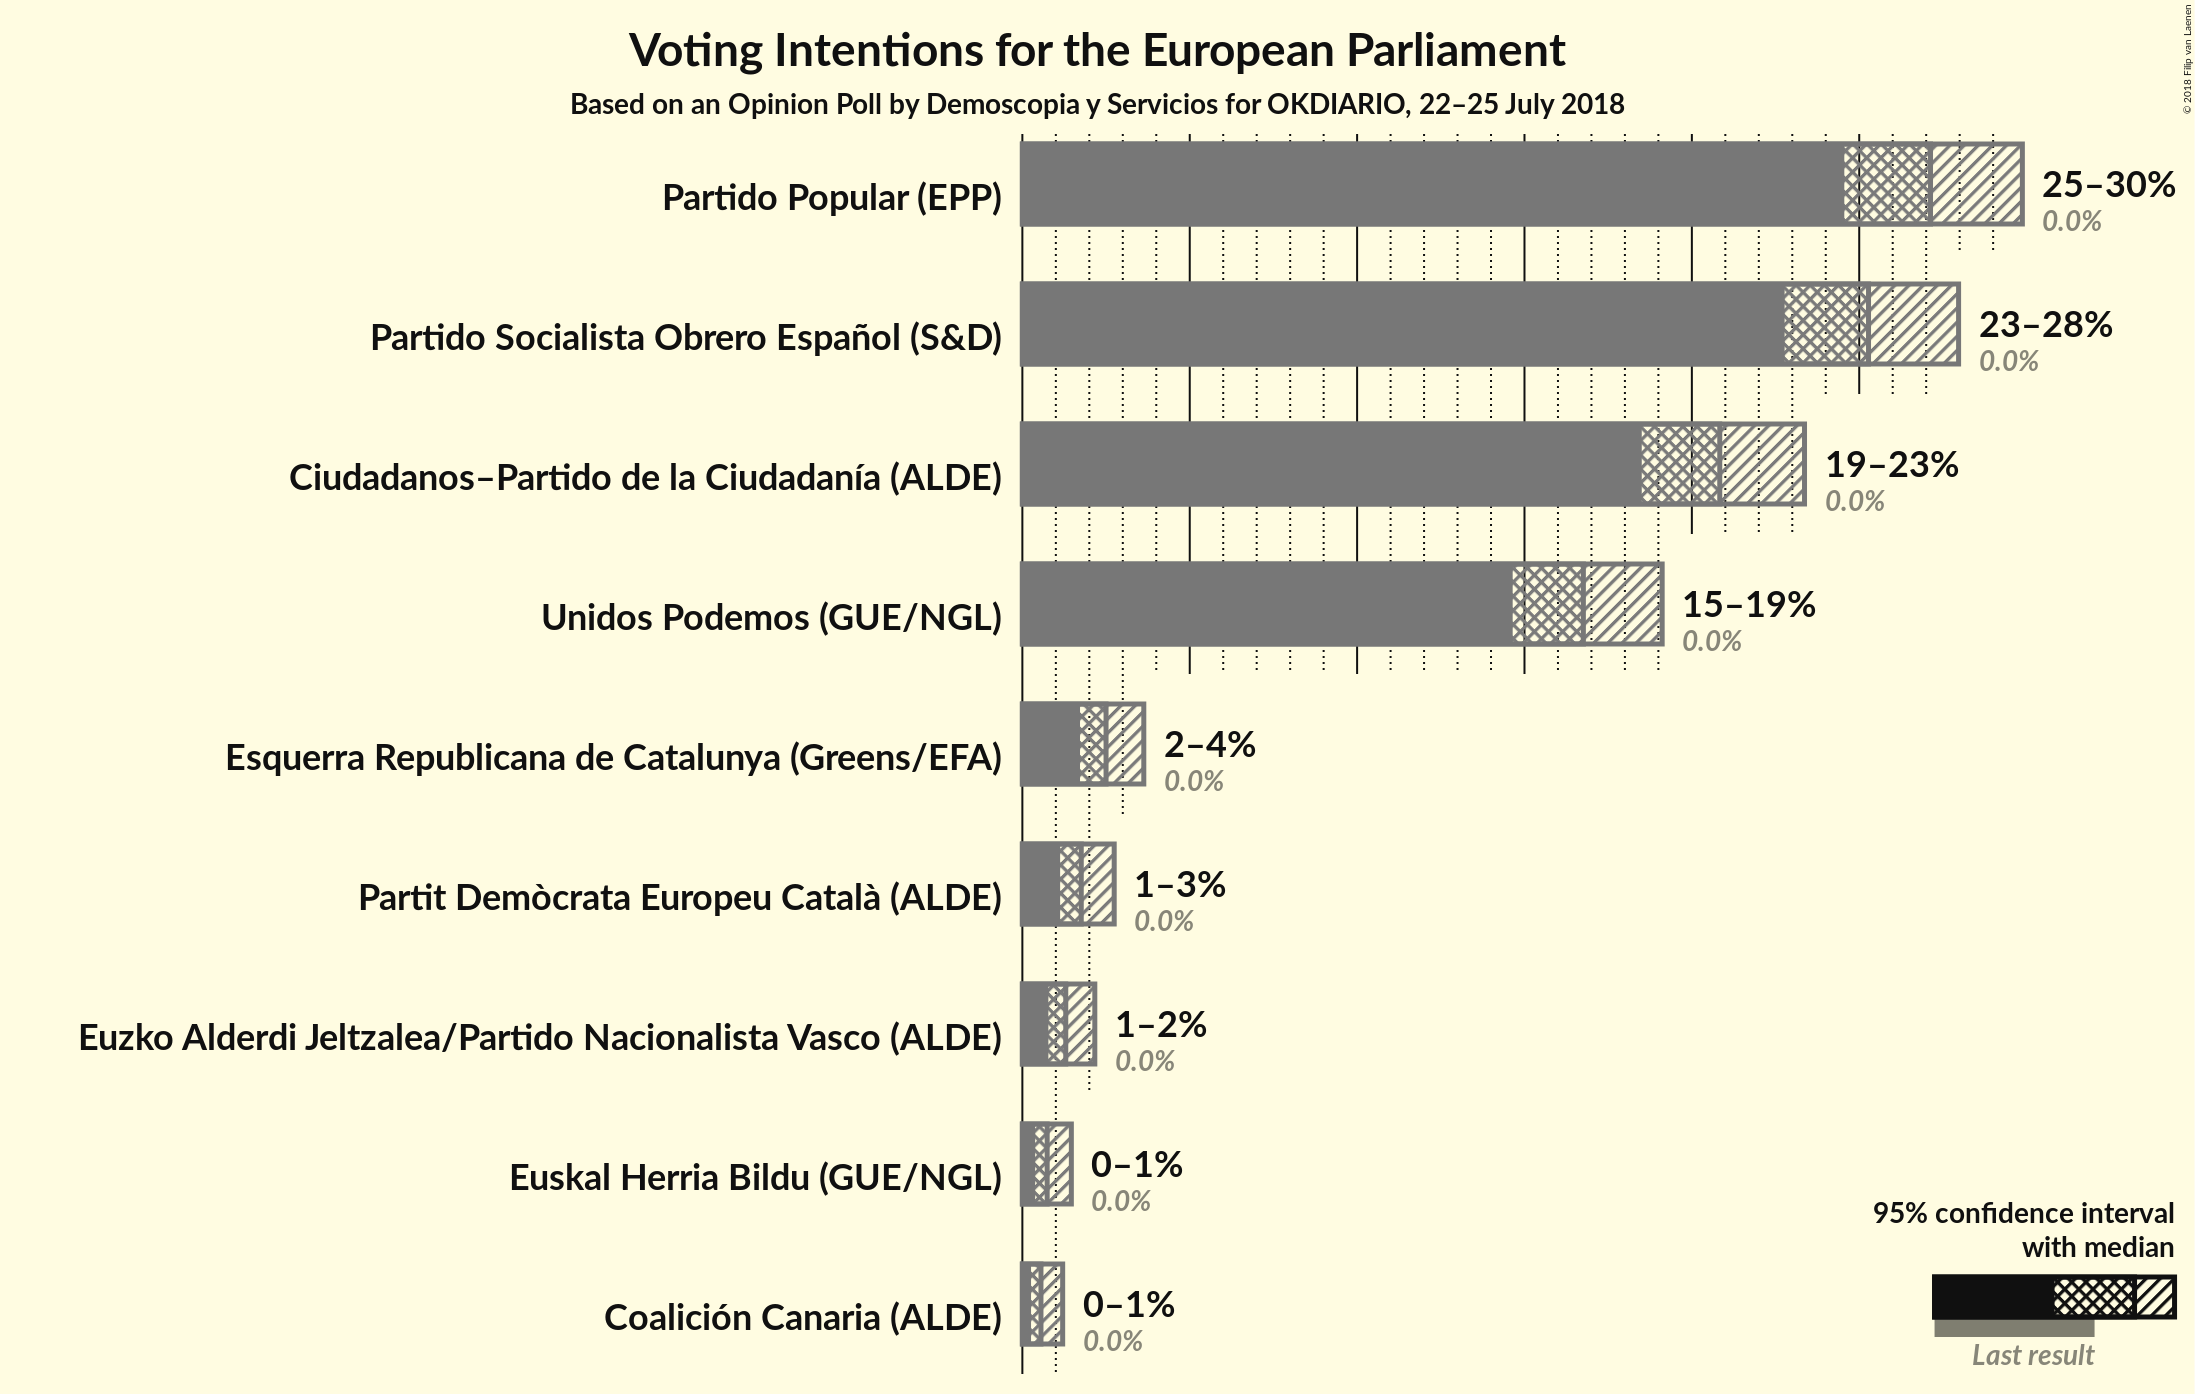 Voting Intentions for the European Parliament
Based on an Opinion Poll by Demoscopia y Servicios for OKDIARIO, 22–25 July 2018
© 2018 Filip van Laenen
Partido Popular (EPP)
25–30%
0.0%
Partido Socialista Obrero Español (S&D)
23–28%
0.0%
Ciudadanos–Partido de la Ciudadanía (ALDE)
19–23%
0.0%
Unidos Podemos (GUE/NGL)
15–19%
0.0%
Esquerra Republicana de Catalunya (Greens/EFA)
2–4%
0.0%
Partit Demòcrata Europeu Català (ALDE)
1–3%
0.0%
Euzko Alderdi Jeltzalea/Partido Nacionalista Vasco (ALDE)
1–2%
0.0%
Euskal Herria Bildu (GUE/NGL)
0–1%
0.0%
Coalición Canaria (ALDE)
0–1%
0.0%
95% confidence interval
with median
Last result